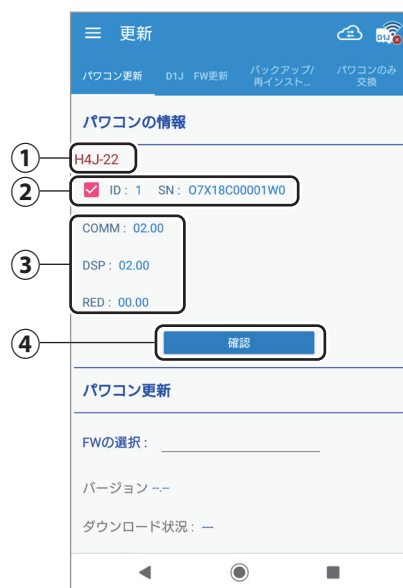 更新
D1J
パワコン更新
D1J FW更新
バックアップ/
再インスト...
パワコンのみ
交換
パワコンの情報
① H4J-22
② ID : 1 SN : O7X18C00001W0
COMM : 02.00
③ DSP : 02.00
RED : 00.00
④ 確認
パワコン更新
FWの選択 :
バージョン --.--
ダウンロード状況 : ---